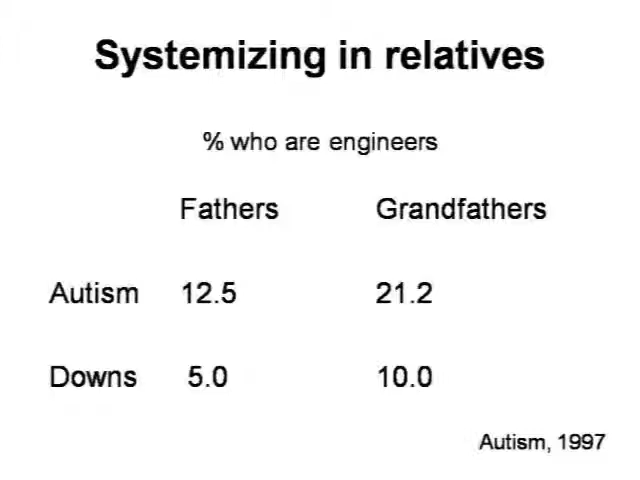 Systemizing in relatives
% who are engineers
Fathers Grandfathers
Autism 12.5 21.2
Downs 5.0 10.0
Autism, 1997